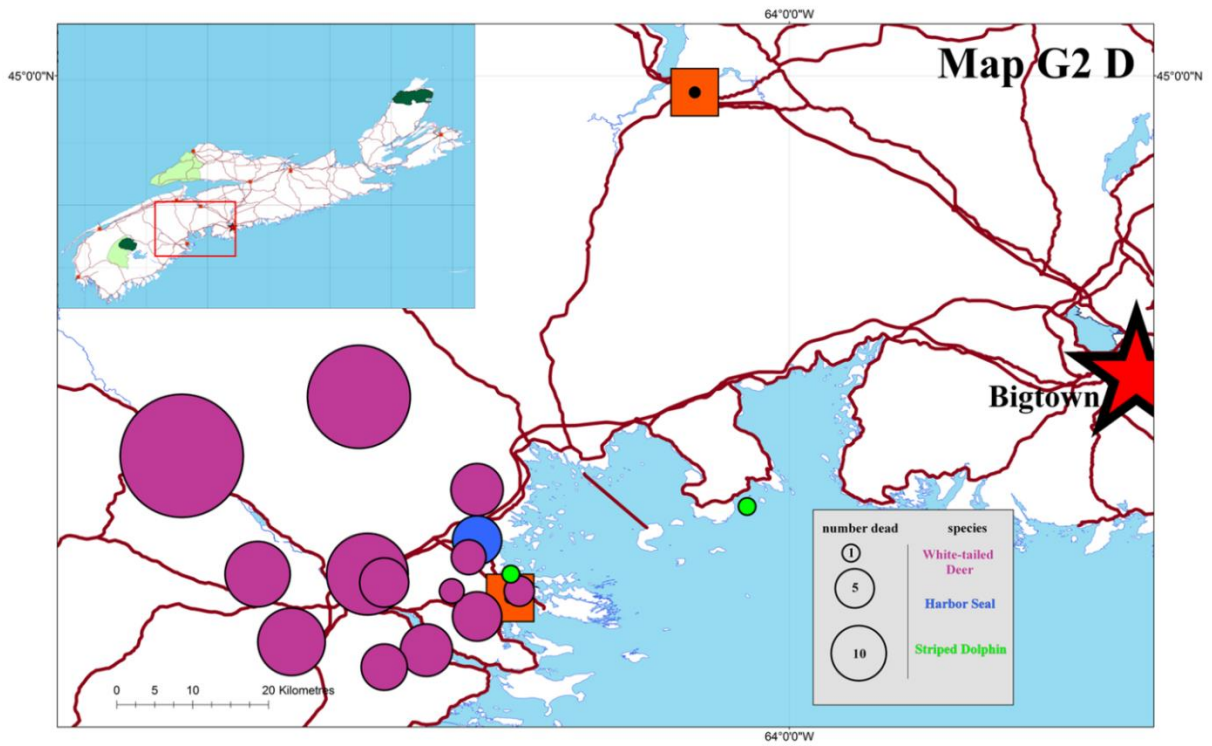 64°0'0"W
Map G2 D
45°0'0"N
45°0'0"N
Bigtown
number dead species
1
White-tailed
Deer
5
Harbor Seal
10
Striped Dolphin
0 5 10 20 Kilometres
64°0'0"W